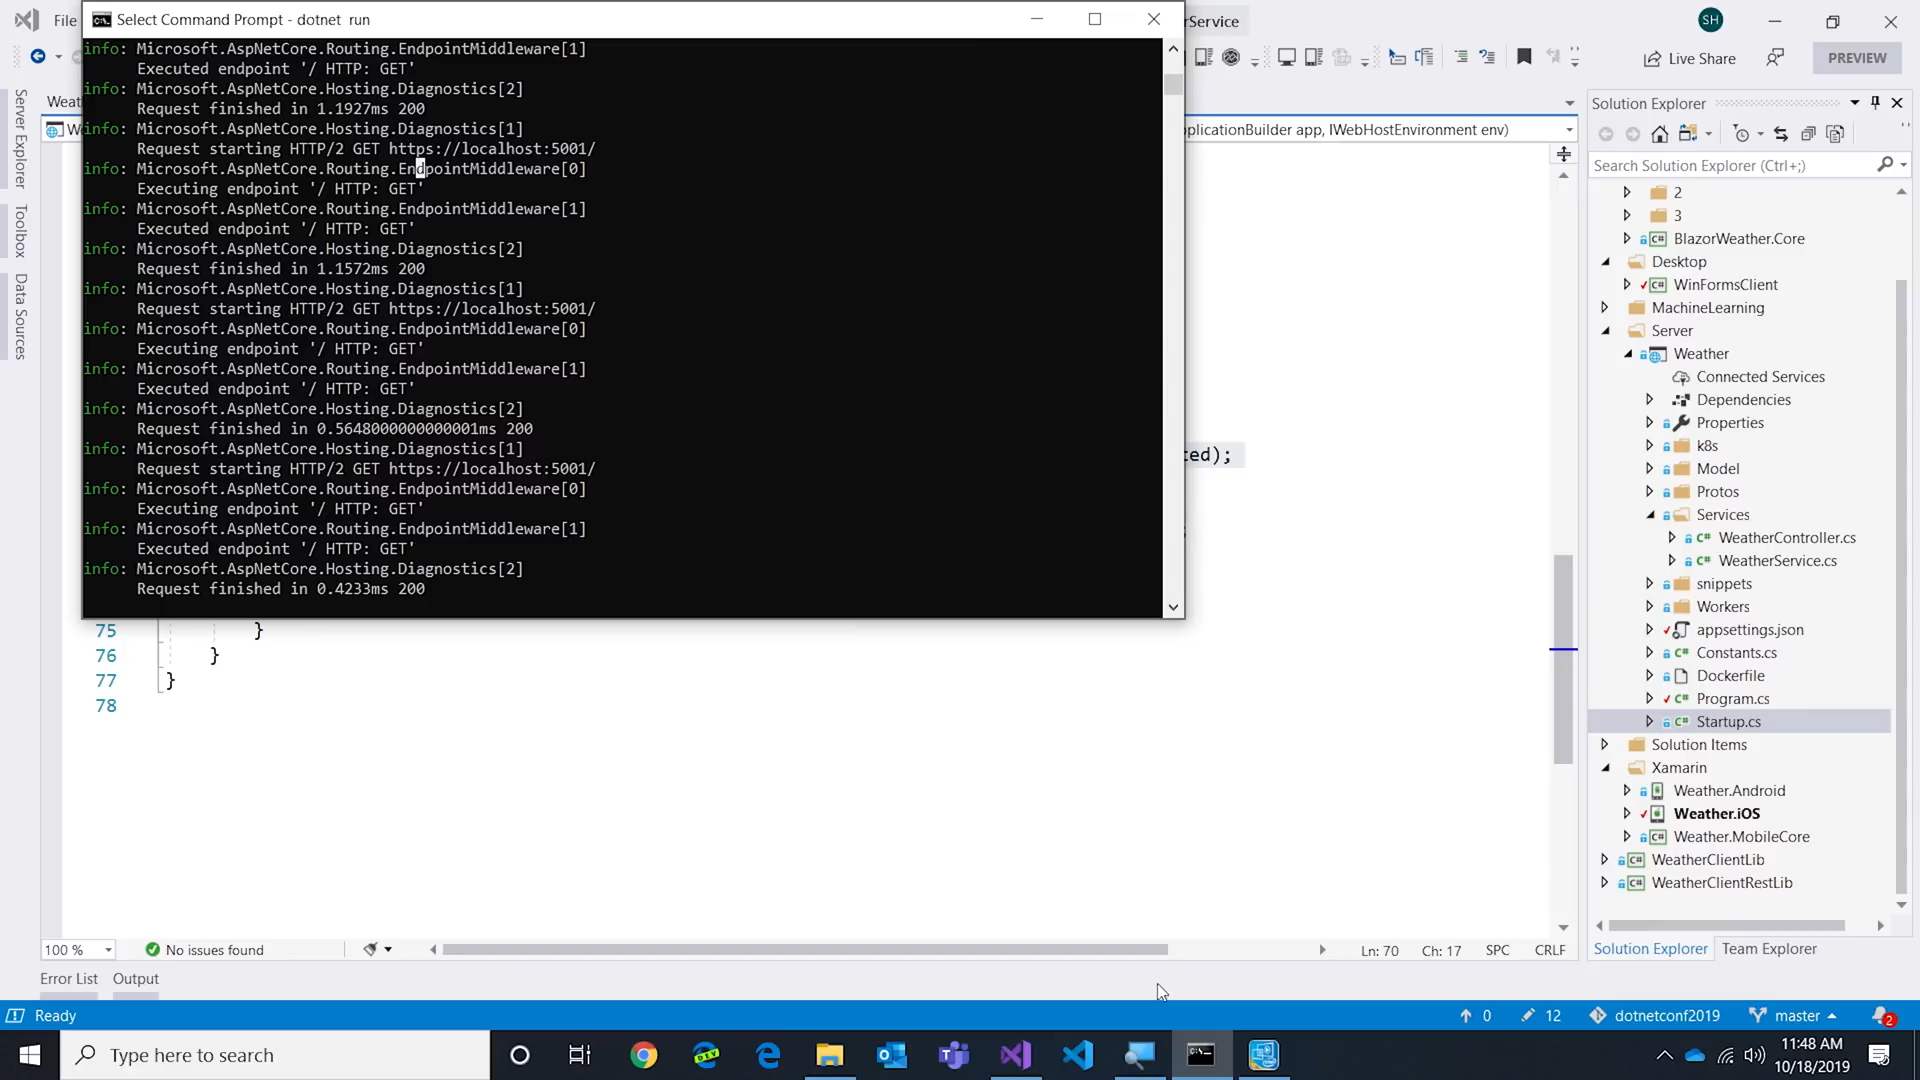 File
Select Command Prompt - dotnet  run
rService
SH
Live Share
PREVIEW
info: Microsoft.AspNetCore.Routing.EndpointMiddleware[1]
Executed endpoint '/ HTTP: GET'
info: Microsoft.AspNetCore.Hosting.Diagnostics[2]
Request finished in 1.1927ms 200
info: Microsoft.AspNetCore.Hosting.Diagnostics[1]
Request starting HTTP/2 GET https://localhost:5001/
info: Microsoft.AspNetCore.Routing.EndpointMiddleware[0]
Executing endpoint '/ HTTP: GET'
info: Microsoft.AspNetCore.Routing.EndpointMiddleware[1]
Executed endpoint '/ HTTP: GET'
info: Microsoft.AspNetCore.Hosting.Diagnostics[2]
Request finished in 1.1572ms 200
info: Microsoft.AspNetCore.Hosting.Diagnostics[1]
Request starting HTTP/2 GET https://localhost:5001/
info: Microsoft.AspNetCore.Routing.EndpointMiddleware[0]
Executing endpoint '/ HTTP: GET'
info: Microsoft.AspNetCore.Routing.EndpointMiddleware[1]
Executed endpoint '/ HTTP: GET'
info: Microsoft.AspNetCore.Hosting.Diagnostics[2]
Request finished in 0.5648000000000001ms 200
info: Microsoft.AspNetCore.Hosting.Diagnostics[1]
Request starting HTTP/2 GET https://localhost:5001/
info: Microsoft.AspNetCore.Routing.EndpointMiddleware[0]
Executing endpoint '/ HTTP: GET'
info: Microsoft.AspNetCore.Routing.EndpointMiddleware[1]
Executed endpoint '/ HTTP: GET'
info: Microsoft.AspNetCore.Hosting.Diagnostics[2]
Request finished in 0.4233ms 200
Server Explorer
Toolbox
Data Sources
Weat
W
plicationBuilder app, IWebHostEnvironment env)
ted);
;
75 }
76 }
77 }
78
100 %
No issues found
Ln: 70
Ch: 17
SPC
CRLF
Solution Explorer
Search Solution Explorer (Ctrl+;)
2
3
BlazorWeather.Core
Desktop
WinFormsClient
MachineLearning
Server
Weather
Connected Services
Dependencies
Properties
k8s
Model
Protos
Services
WeatherController.cs
WeatherService.cs
snippets
Workers
appsettings.json
Constants.cs
Dockerfile
Program.cs
Startup.cs
Solution Items
Xamarin
Weather.Android
Weather.iOS
Weather.MobileCore
WeatherClientLib
WeatherClientRestLib
Solution Explorer
Team Explorer
Error List
Output
Ready
0
12
dotnetconf2019
master
2
Type here to search
DEV
11:48 AM
10/18/2019